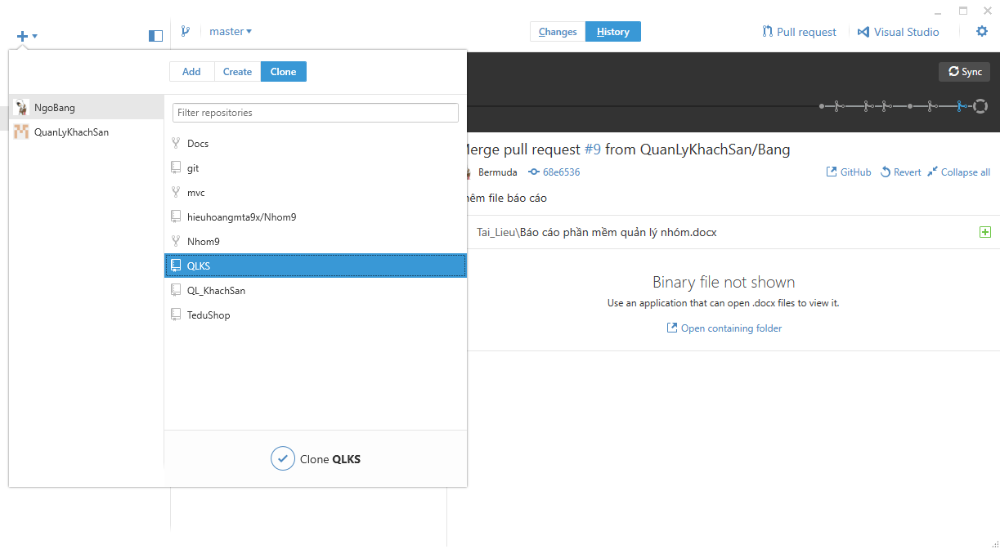 master
Changes
History
Pull request
Visual Studio
Add
Create
Clone
Sync
NgoBang
QuanLyKhachSan
Filter repositories
Docs
git
mvc
hieuhoangmta9x/Nhom9
Nhom9
QLKS
QL_KhachSan
TeduShop
Clone QLKS
erge pull request #9 from QuanLyKhachSan/Bang
Bermuda
68e6536
GitHub
Revert
Collapse all
hêm file báo cáo
Tai_Lieu\Báo cáo phần mềm quản lý nhóm.docx
Binary file not shown
Use an application that can open .docx files to view it.
Open containing folder